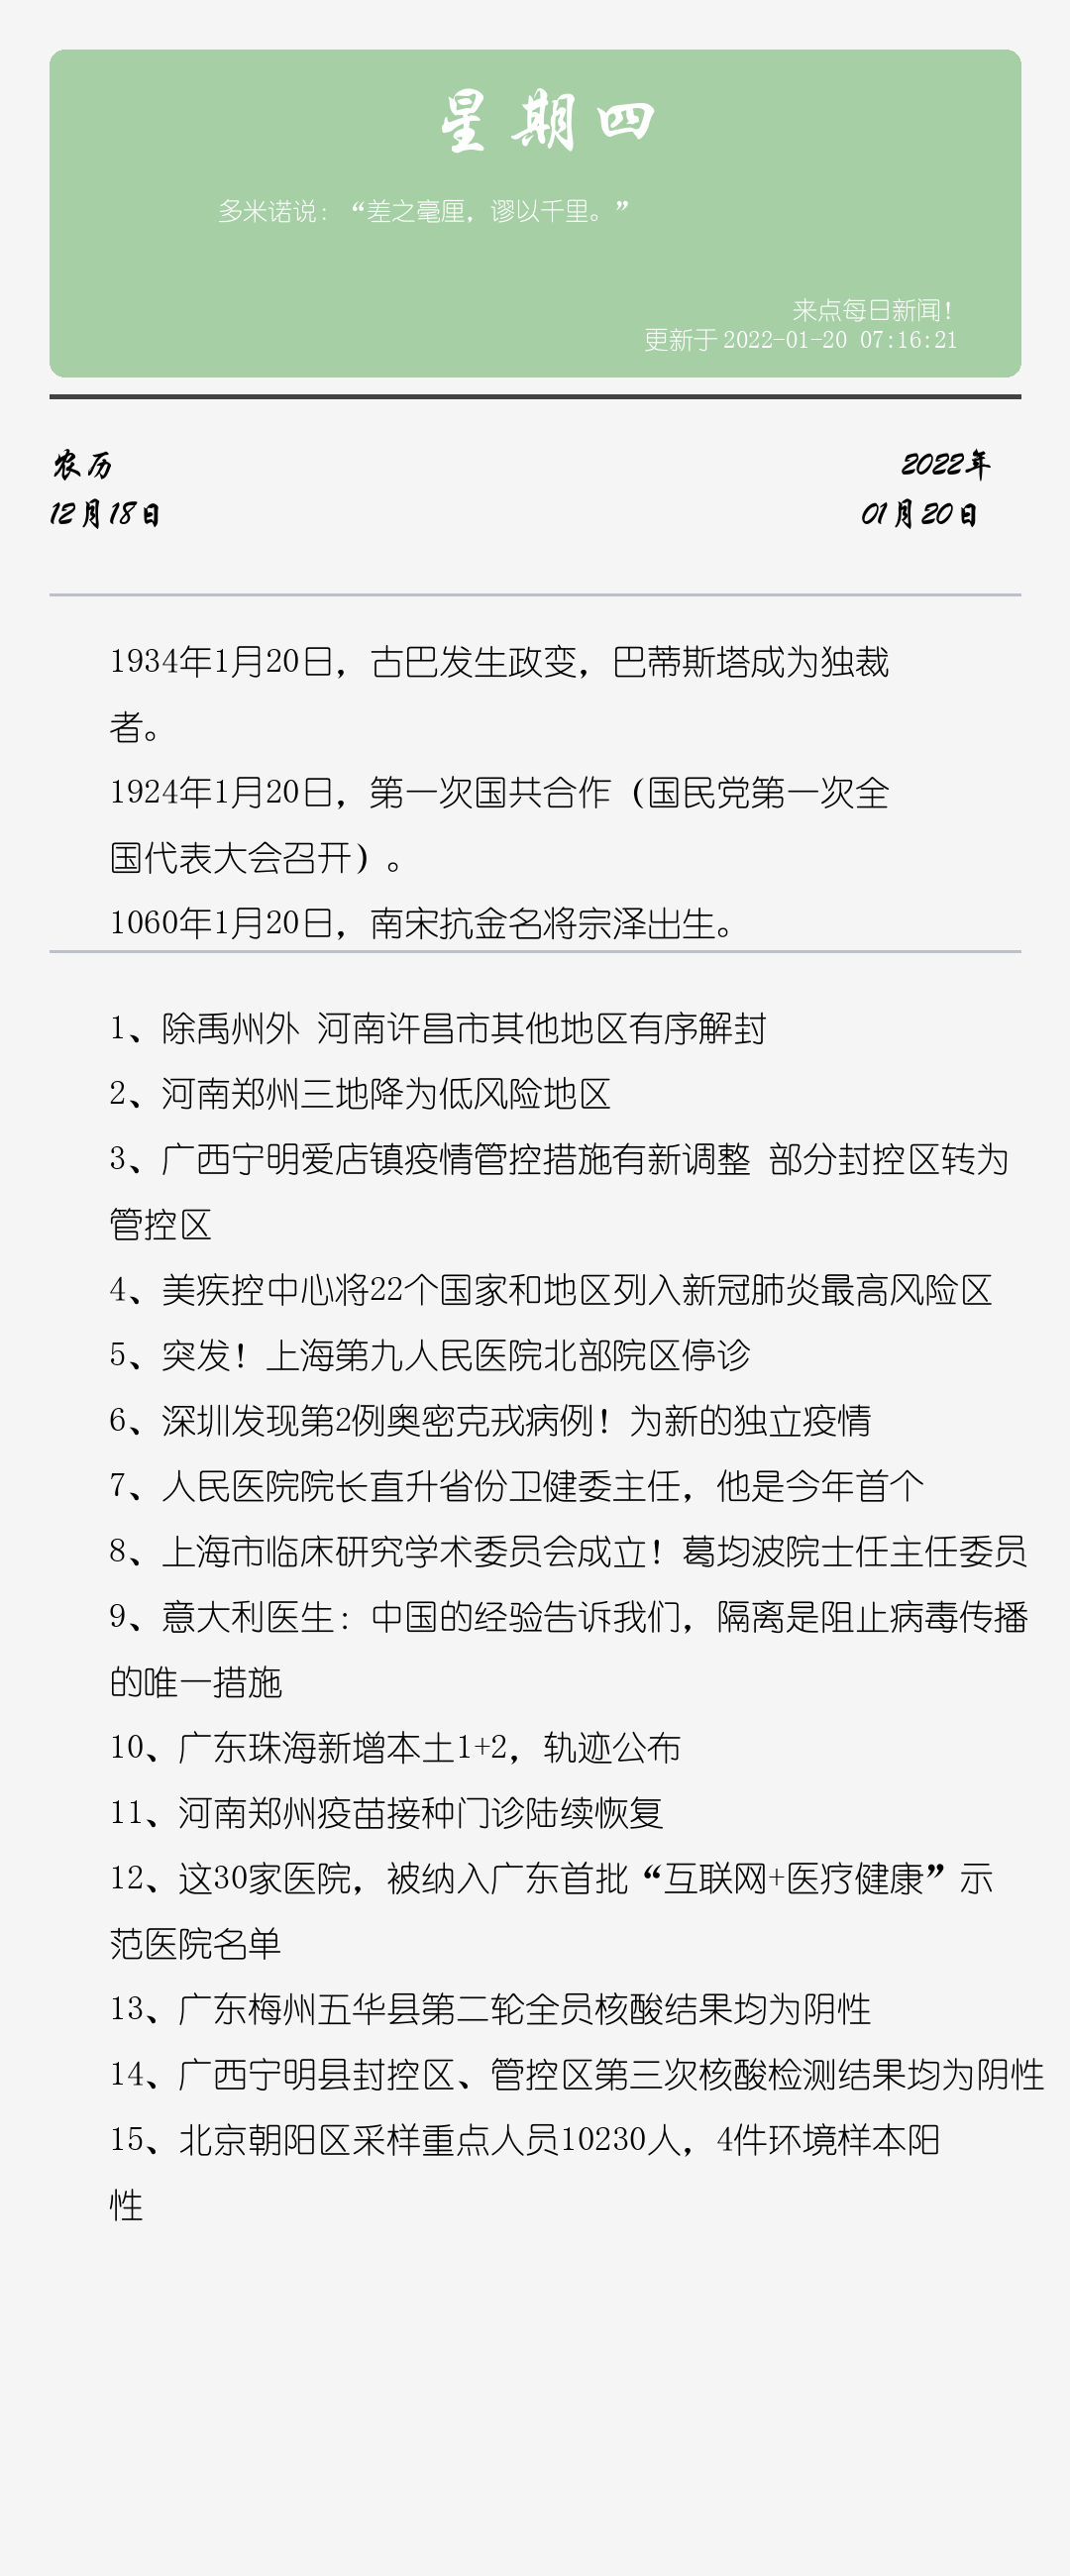 星期四
多米诺说：“差之毫厘，谬以千里。”
来点每日新闻！
更新于2022-01-20 07:16:21
农历
2022年
12月18日
01月20日
1934年1月20日，古巴发生政变，巴蒂斯塔成为独裁
者。
1924年1月20日，第一次国共合作（国民党第一次全
国代表大会召开）。
1060年1月20日，南宋抗金名将宗泽出生。
1、除禹州外 河南许昌市其他地区有序解封
2、河南郑州三地降为低风险地区
3、广西宁明爱店镇疫情管控措施有新调整 部分封控区转为
管控区
4、美疾控中心将22个国家和地区列入新冠肺炎最高风险区
5、突发！上海第九人民医院北部院区停诊
6、深圳发现第2例奥密克戎病例！为新的独立疫情
7、人民医院院长直升省份卫健委主任，他是今年首个
8、上海市临床研究学术委员会成立！葛均波院士任主任委员
9、意大利医生：中国的经验告诉我们，隔离是阻止病毒传播
的唯一措施
10、广东珠海新增本土1+2，轨迹公布
11、河南郑州疫苗接种门诊陆续恢复
12、这30家医院，被纳入广东首批“互联网+医疗健康”示
范医院名单
13、广东梅州五华县第二轮全员核酸结果均为阴性
14、广西宁明县封控区、管控区第三次核酸检测结果均为阴性
15、北京朝阳区采样重点人员10230人，4件环境样本阳
性